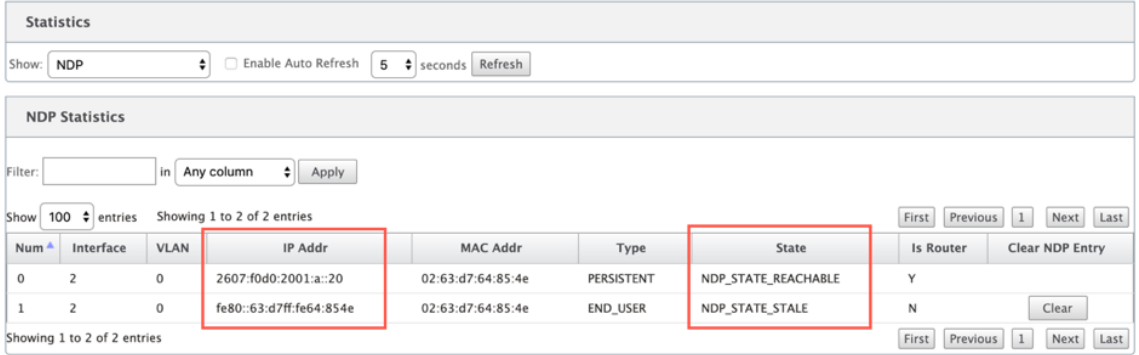 Statistics
Show: NDP Enable Auto Refresh 5 seconds Refresh
NDP Statistics
Filter: in Any column Apply
Show 100 entries Showing 1 to 2 of 2 entries First Previous 1 Next Last
Num Interface VLAN IP Addr MAC Addr Type State Is Router Clear NDP Entry
0 2 0 2607:f0d0:2001:a::20 02:63:d7:64:85:4e PERSISTENT NDP_STATE_REACHABLE Y
1 2 0 fe80::63:d7ff:fe64:854e 02:63:d7:64:85:4e END_USER NDP_STATE_STALE N Clear
Showing 1 to 2 of 2 entries First Previous 1 Next Last